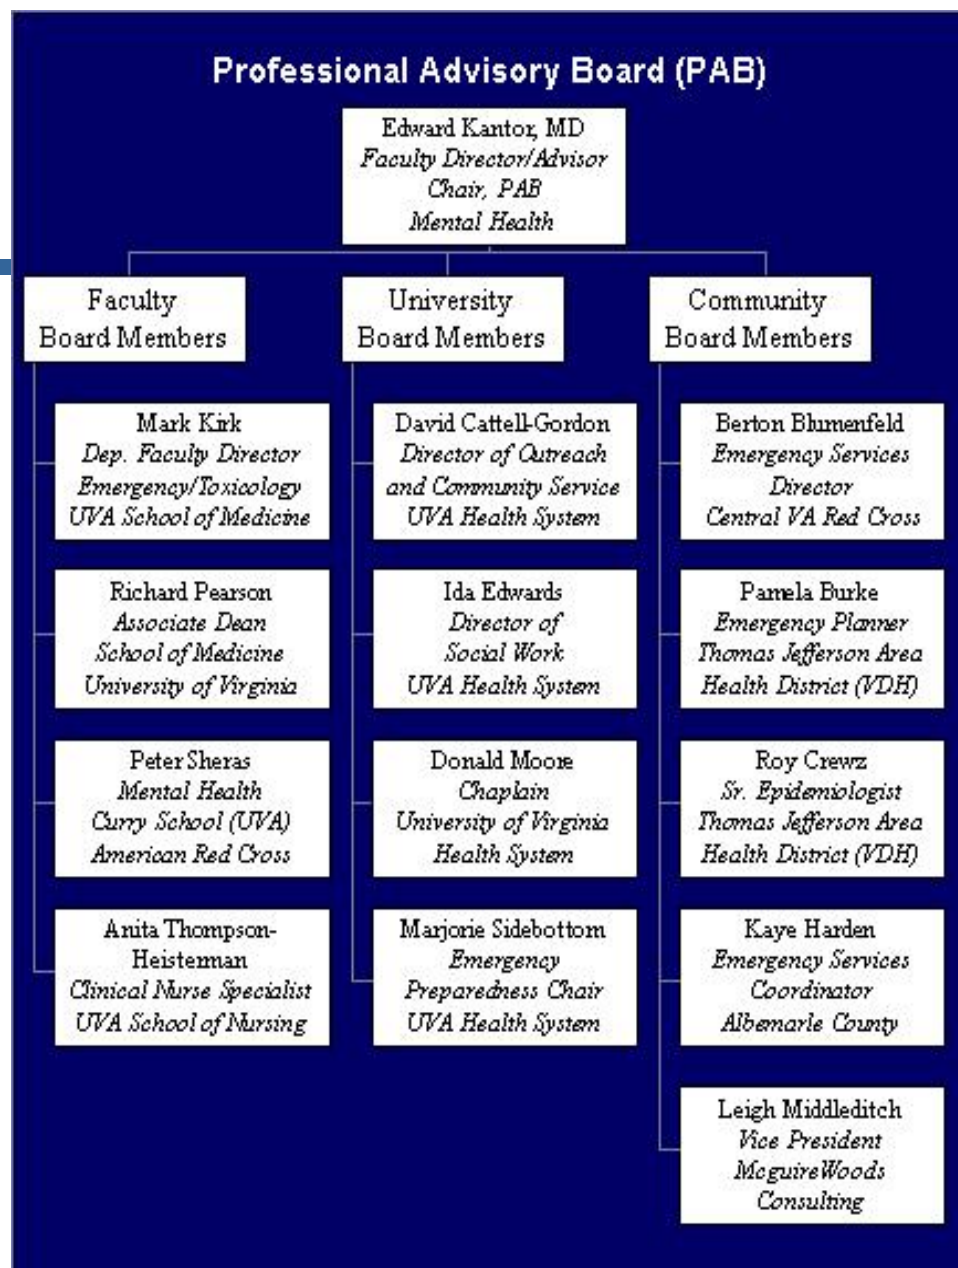 Professional Advisory Board (PAB)
Edward Kantor, MD
Faculty Director/Advisor
Chair, PAB
Mental Health
Faculty
Board Members
Mark Kirk
Dep. Faculty Director
Emergency/Toxicology
UVA School of Medicine
Richard Pearson
Associate Dean
School of Medicine
University of Virginia
Peter Sheras
Mental Health
Curry School (UVA)
American Red Cross
Anita Thompson-
Heisterman
Clinical Nurse Specialist
UVA School of Nursing
University
Board Members
David Cattell-Gordon
Director of Outreach
and Community Service
UVA Health System
Ida Edwards
Director of
Social Work
UVA Health System
Donald Moore
Chaplain
University of Virginia
Health System
Marjorie Sidebottom
Emergency
Preparedness Chair
UVA Health System
Community
Board Members
Berton Blumenfeld
Emergency Services
Director
Central VA Red Cross
Pamela Burke
Emergency Planner
Thomas Jefferson Area
Health District (VDH)
Roy Crewz
Sr. Epidemiologist
Thomas Jefferson Area
Health District (VDH)
Kaye Harden
Emergency Services
Coordinator
Albemarle County
Leigh Middleditch
Vice President
McguireWoods
Consulting